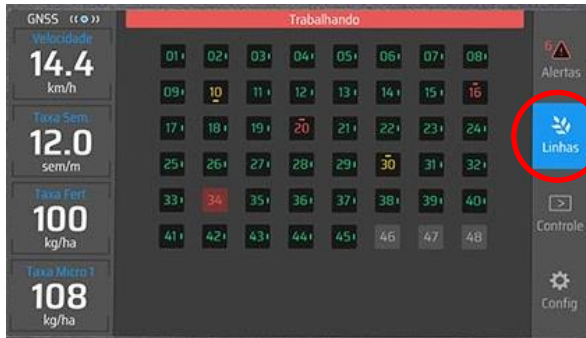 GNSS
Trabalhando
Velocidade
14.4
km/h
Taxa Sem.
12.0
sem/m
Taxa Fert
100
kg/ha
Taxa Micro 1
108
kg/ha
01 02 03 04 05 06 07 08
09 10 11 12 13 14 15 16
17 18 19 20 21 22 23 24
25 26 27 28 29 30 31 32
33 34 35 36 37 38 39 40
41 42 43 44 45 46 47 48
6
Alertas
Linhas
Controle
Config